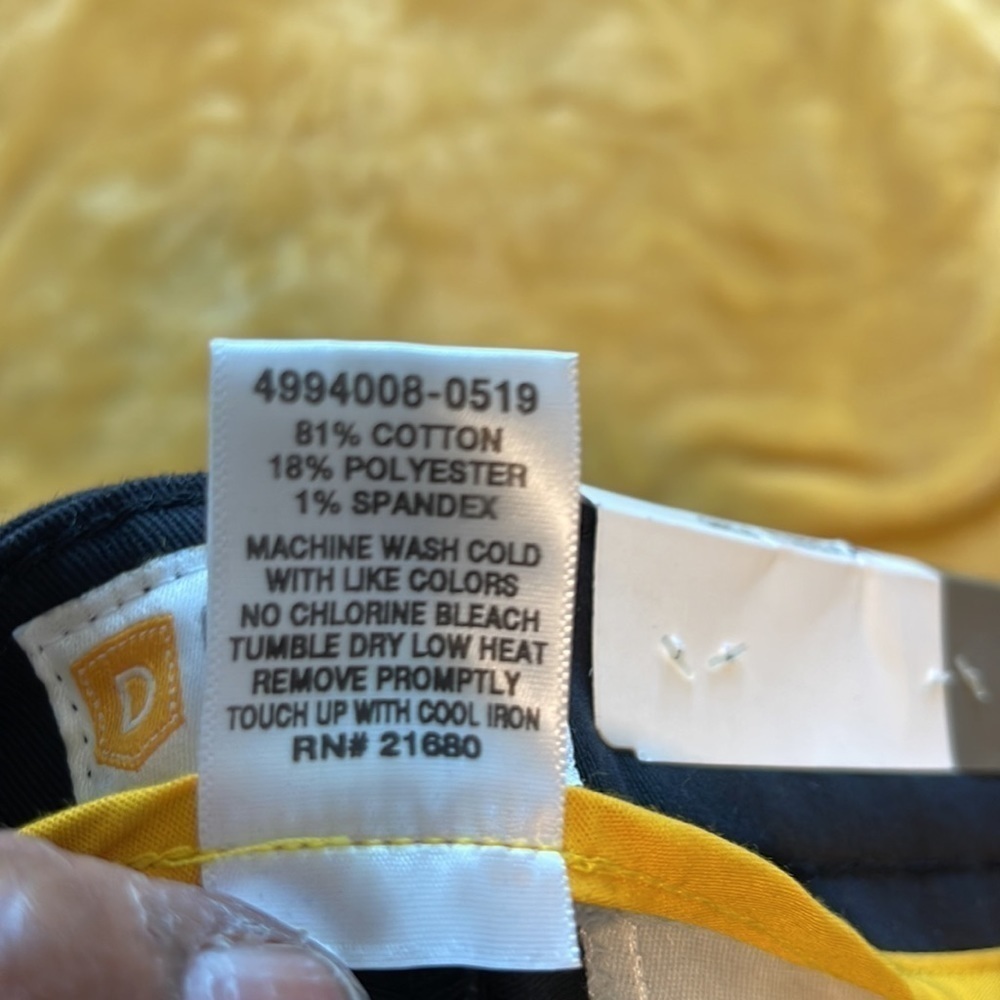 4994008-0519
81% COTTON
18% POLYESTER
1% SPANDEX
MACHINE WASH COLD
WITH LIKE COLORS
NO CHLORINE BLEACH
TUMBLE DRY LOW HEAT
REMOVE PROMPTLY
TOUCH UP WITH COOL IRON
RN# 21680
D